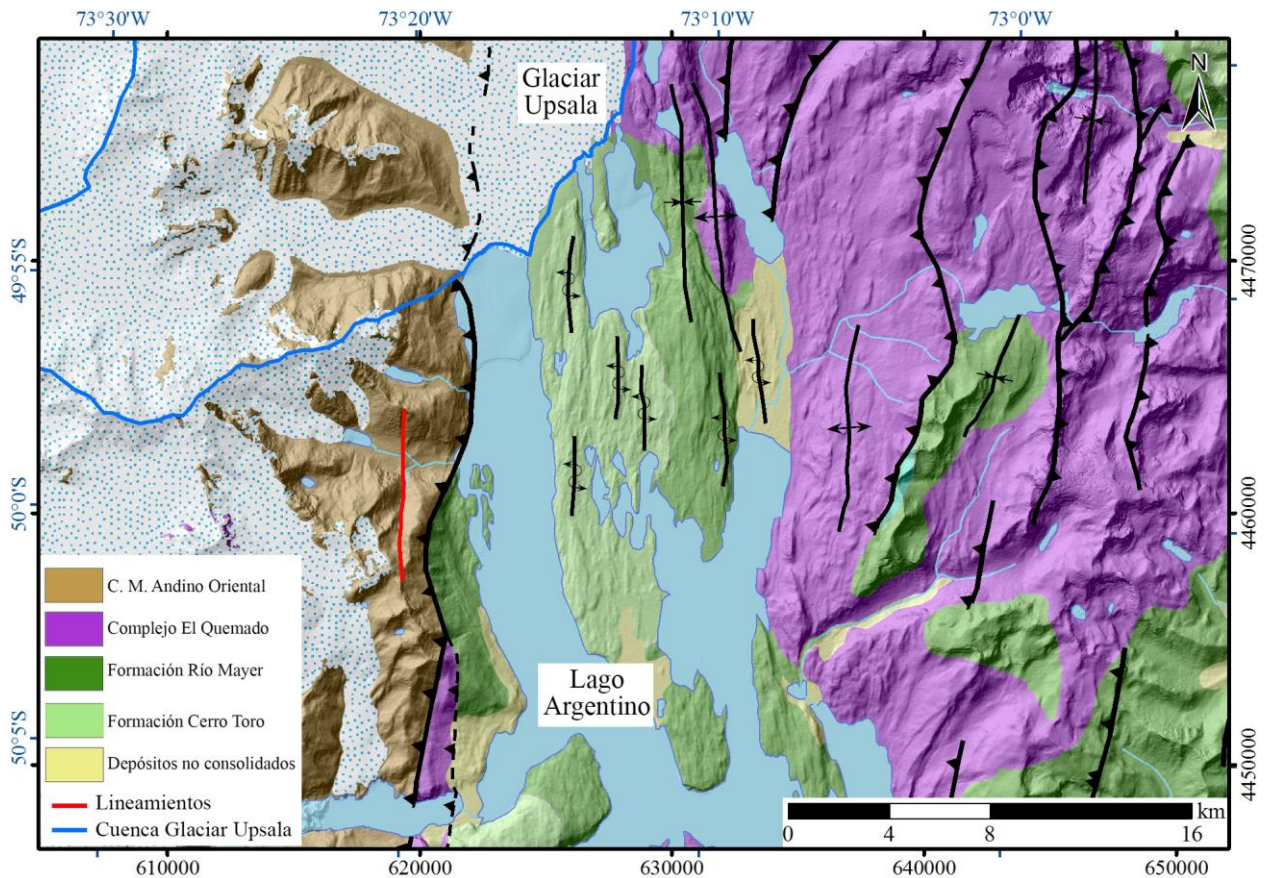 73°30'W 73°20'W 73°10'W 73°0'W
N
Glaciar
Upsala
49°55'S
4470000
50°0'S
4460000
C. M. Andino Oriental
Complejo El Quemado
Formación Río Mayer
Formación Cerro Toro
Depósitos no consolidados
Lineamientos
Cuenca Glaciar Upsala
Lago
Argentino
50°5'S
4450000
km
0 4 8 16
610000 620000 630000 640000 650000